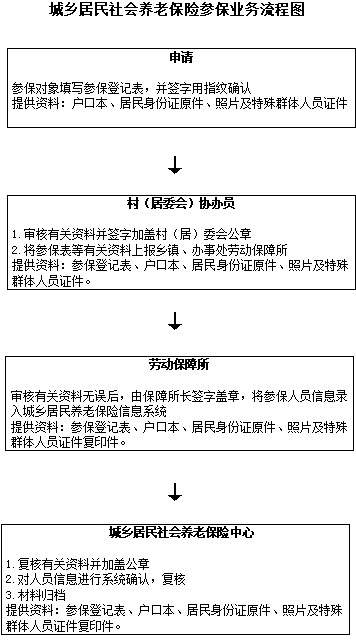 城乡居民社会养老保险参保业务流程图
申请
参保对象填写参保登记表，并签字用指纹确认
提供资料：户口本、居民身份证原件、照片及特殊群体人员证件
村（居委会）协办员
1.审核有关资料并签字加盖村（居）委会公章
2.将参保表等有关资料上报乡镇、办事处劳动保障所
提供资料：参保登记表、户口本、居民身份证原件、照片及特殊
群体人员证件。
劳动保障所
审核有关资料无误后，由保障所长签字盖章，将参保人员信息录
入城乡居民养老保险信息系统
提供资料：参保登记表、户口本、居民身份证原件、照片及特殊
群体人员证件复印件。
城乡居民社会养老保险中心
1.复核有关资料并加盖公章
2.对人员信息进行系统确认，复核
3.材料归档
提供资料：参保登记表、户口本、居民身份证原件、照片及特殊
群体人员证件复印件。